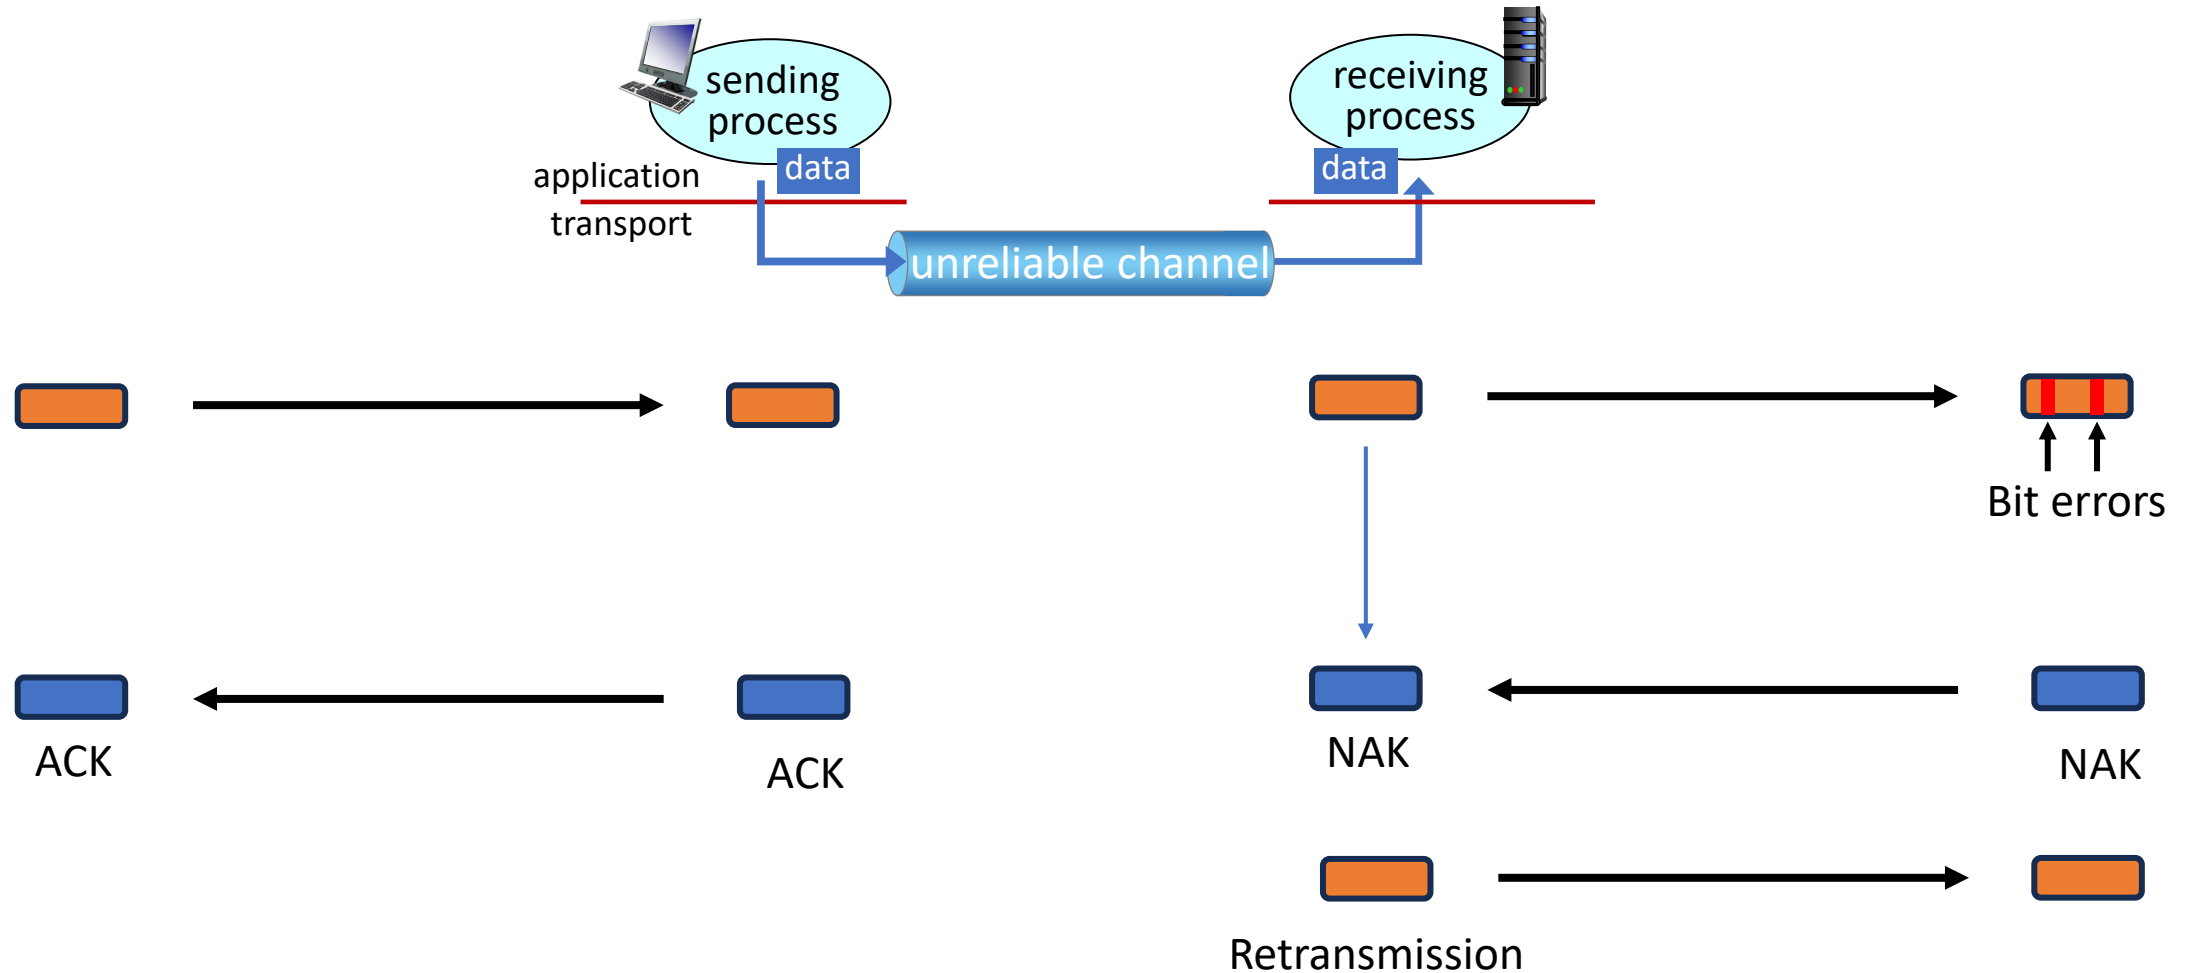 sending
process
receiving
process
data
data
application
transport
unreliable channel
Bit errors
ACK
ACK
NAK
NAK
Retransmission